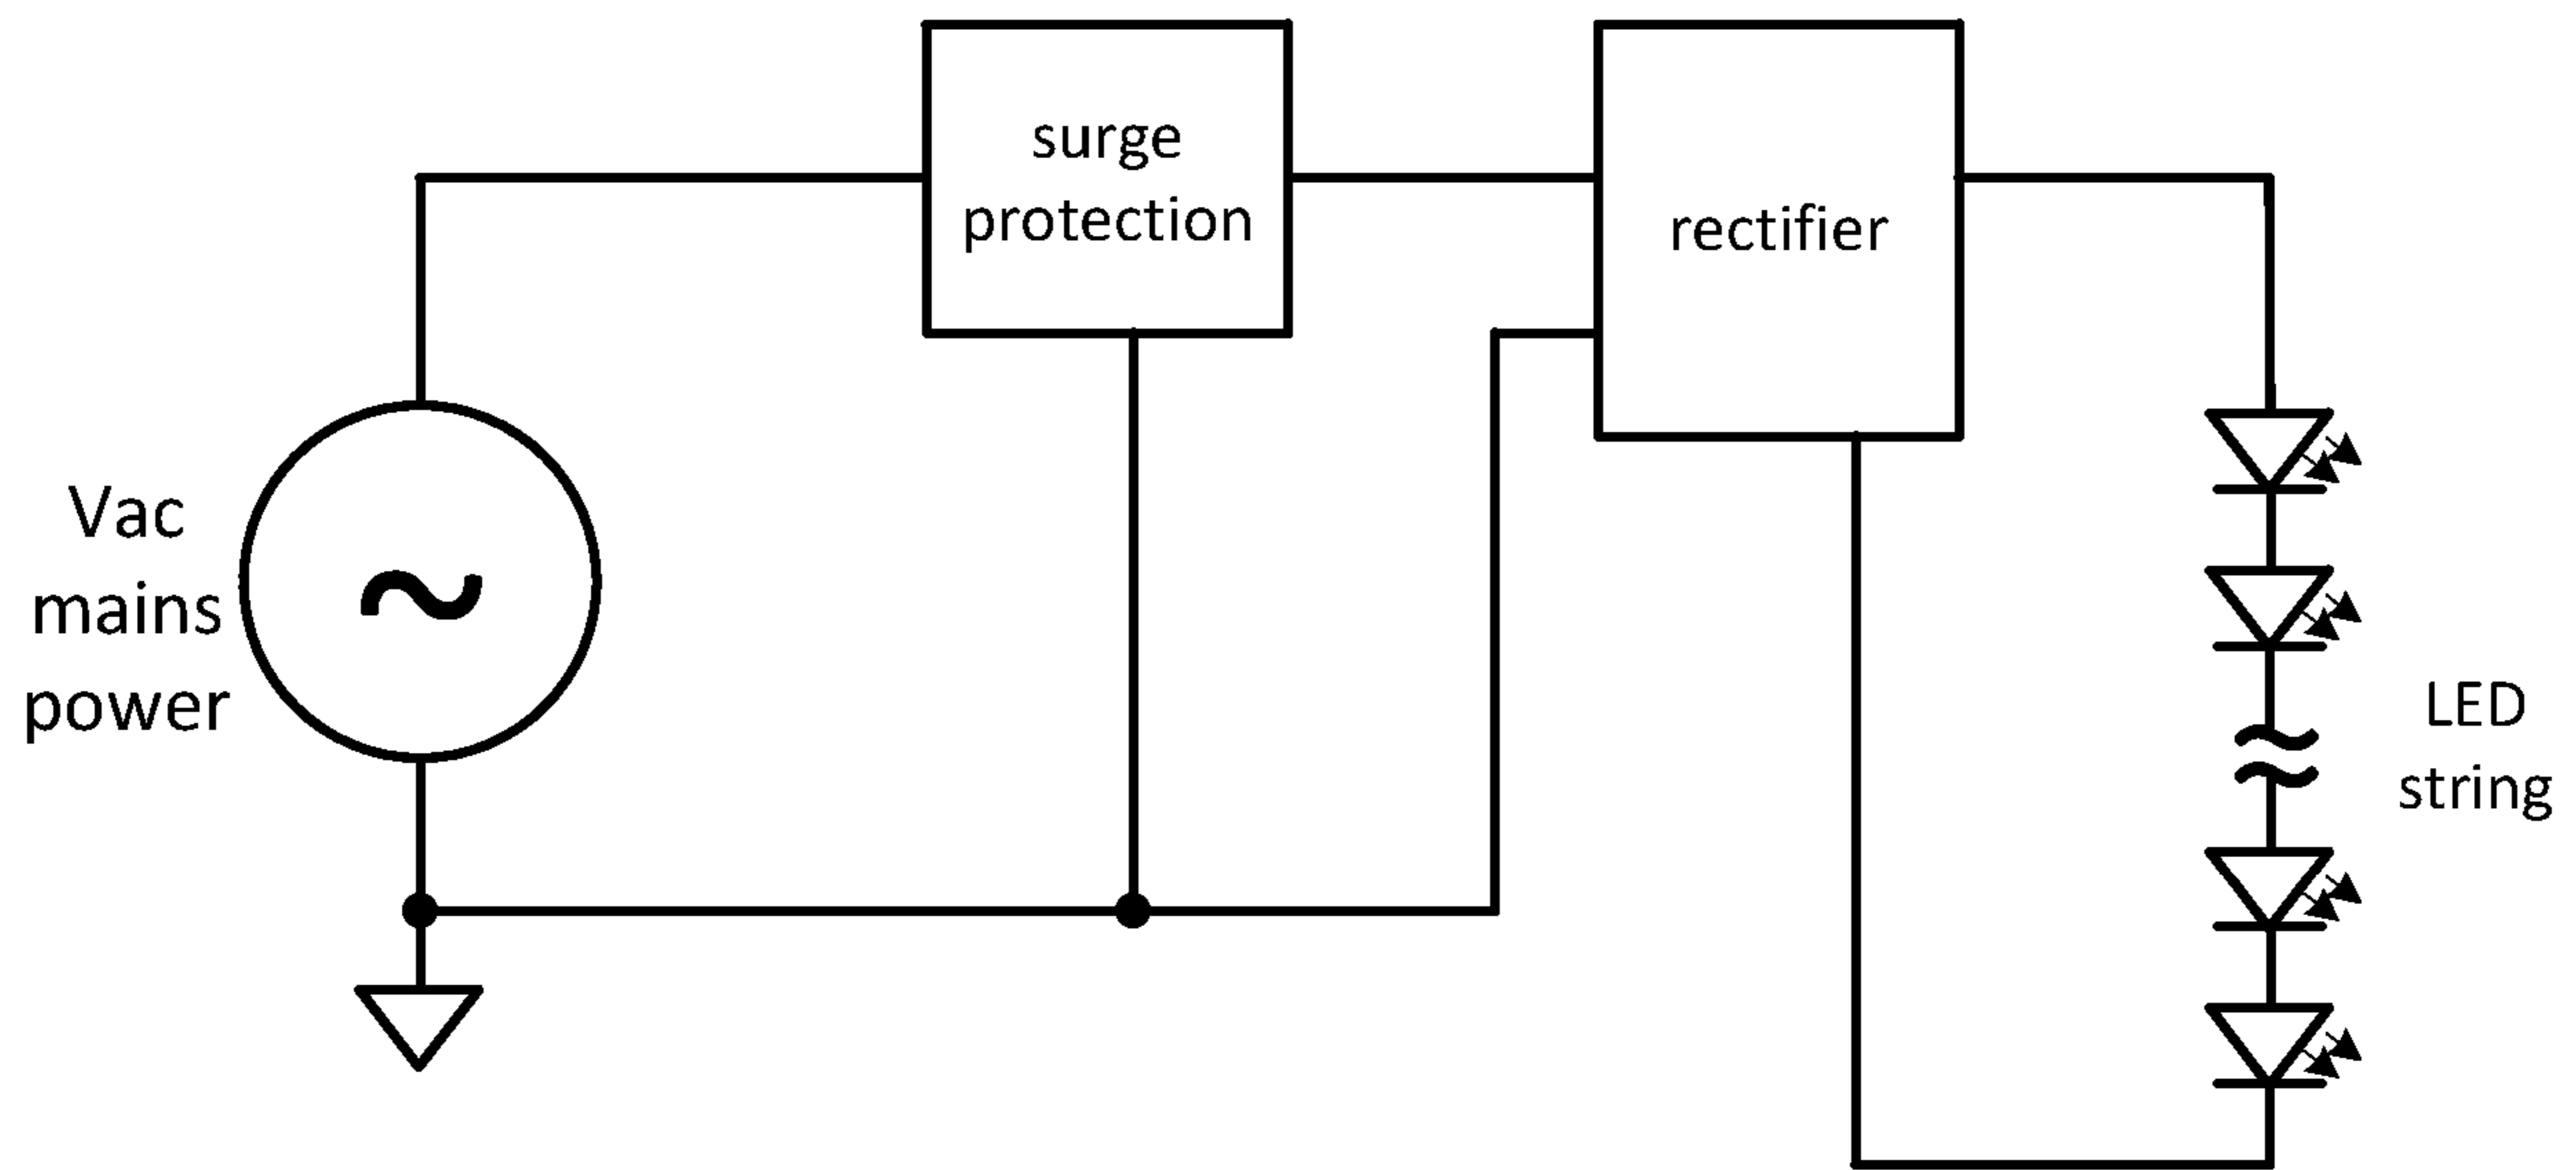 surge
protection
rectifier
Vac
mains
power
LED
string